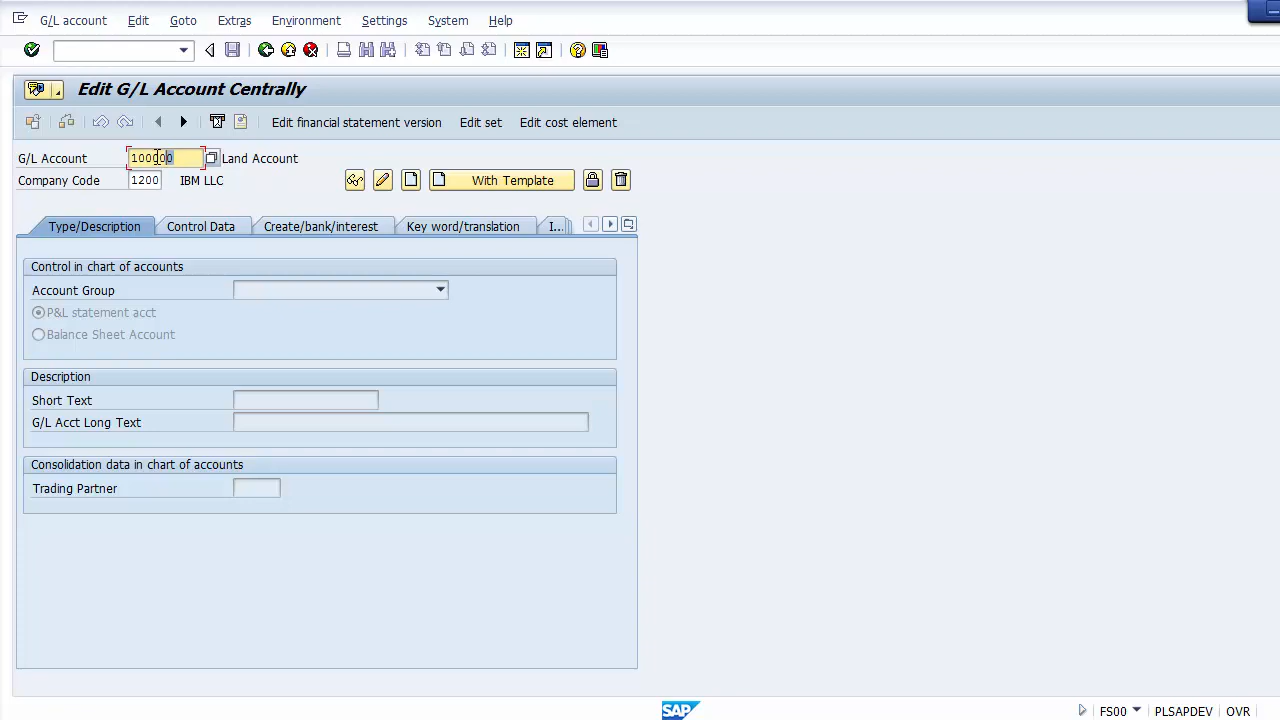 G/L account Edit Goto Extras Environment Settings System Help
Edit G/L Account Centrally
Edit financial statement version Edit set Edit cost element
G/L Account 100000 Land Account
Company Code 1200 IBM LLC With Template
Type/Description Control Data Create/bank/interest Key word/translation I...
Control in chart of accounts
Account Group
P&L statement acct
Balance Sheet Account
Description
Short Text
G/L Acct Long Text
Consolidation data in chart of accounts
Trading Partner
SAP FS00 PLSAPDEV OVR